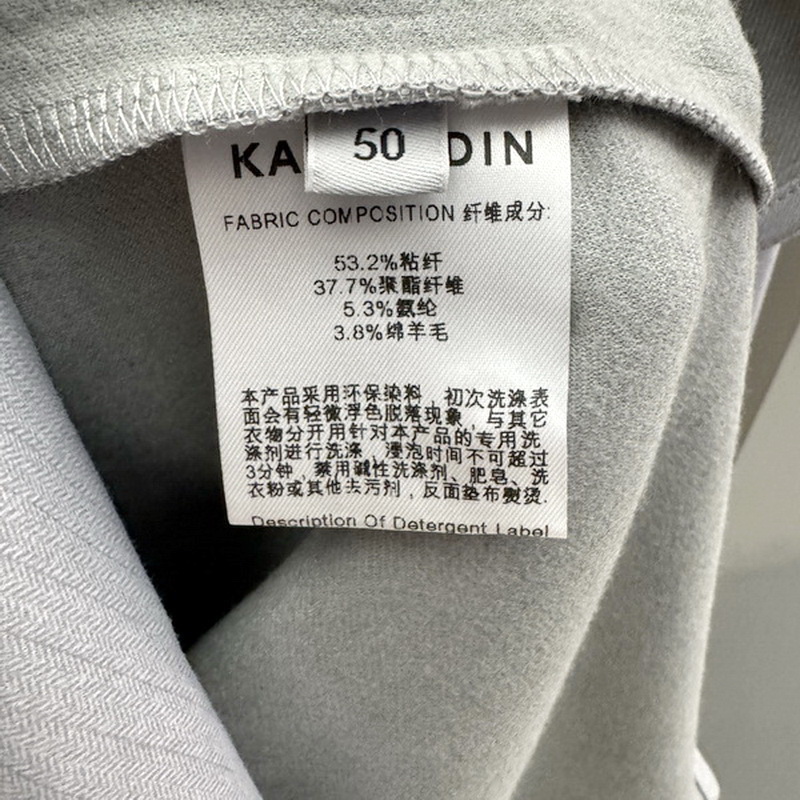 50
KA DIN
FABRIC COMPOSITION 纤维成分:
53.2%粘纤
37.7%聚酯纤维
5.3%氨纶
3.8%绵羊毛
本产品采用环保染料，初次洗涤表
面会有轻微浮色脱落现象，与其它
衣物分开用针对本产品的专用洗
涤剂进行洗涤，浸泡时间不可超过
3分钟，禁用碱性洗涤剂、肥皂、洗
衣粉或其他去污剂，反面垫布熨烫.
Description Of Detergent Label